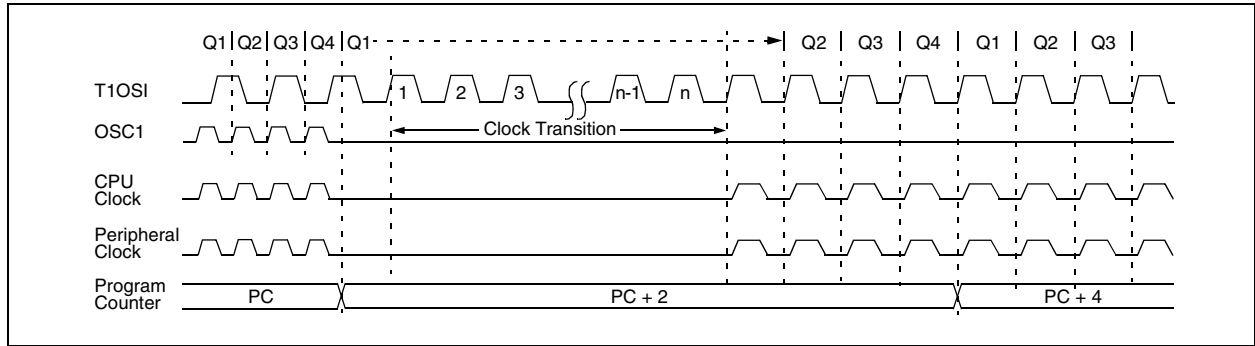 Q1 Q2 Q3 Q4 Q1 Q2 Q3 Q4 Q1 Q2 Q3
T1OSI
1 2 3 n-1 n
OSC1
Clock Transition
CPU
Clock
Peripheral
Clock
Program
Counter
PC PC + 2 PC + 4